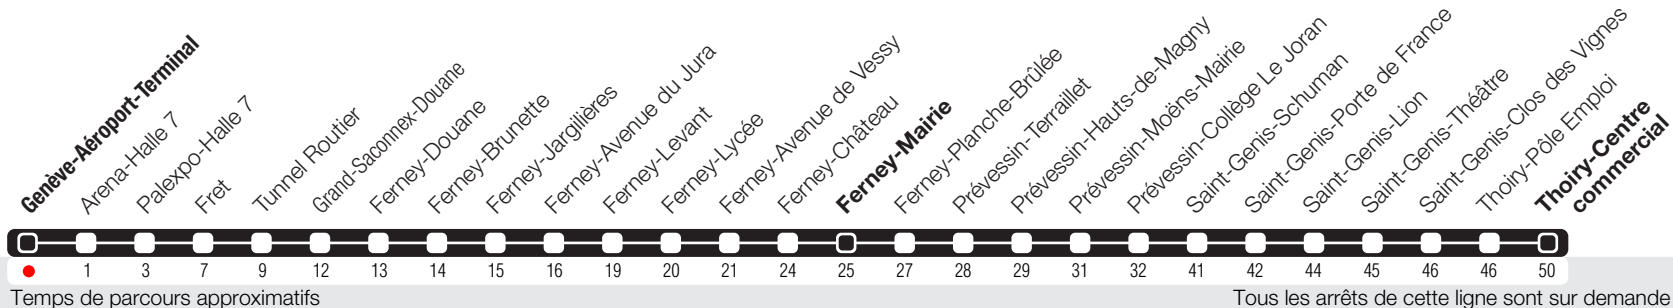 Genève-Aéroport-Terminal
Arena-Halle 7
Palexpo-Halle 7
Fret
Tunnel Routier
Grand-Saconnex-Douane
Ferney-Douane
Ferney-Brunette
Ferney-Jargilières
Ferney-Avenue du Jura
Ferney-Levant
Ferney-Lycée
Ferney-Avenue de Vessy
Ferney-Château
Ferney-Mairie
Ferney-Planche-Brûlée
Prévessin-Terraillet
Prévessin-Hauts-de-Magny
Prévessin-Moëns-Mairie
Prévessin-Collège Le Joran
Saint-Genis-Schuman
Saint-Genis-Porte de France
Saint-Genis-Lion
Saint-Genis-Théâtre
Saint-Genis-Clos des Vignes
Thoiry-Pôle Emploi
Thoiry-Centre
commercial
1 3 7 9 12 13 14 15 16 19 20 21 24 25 27 28 29 31 32 41 42 44 45 46 46 50
Temps de parcours approximatifs
Tous les arrêts de cette ligne sont sur demande